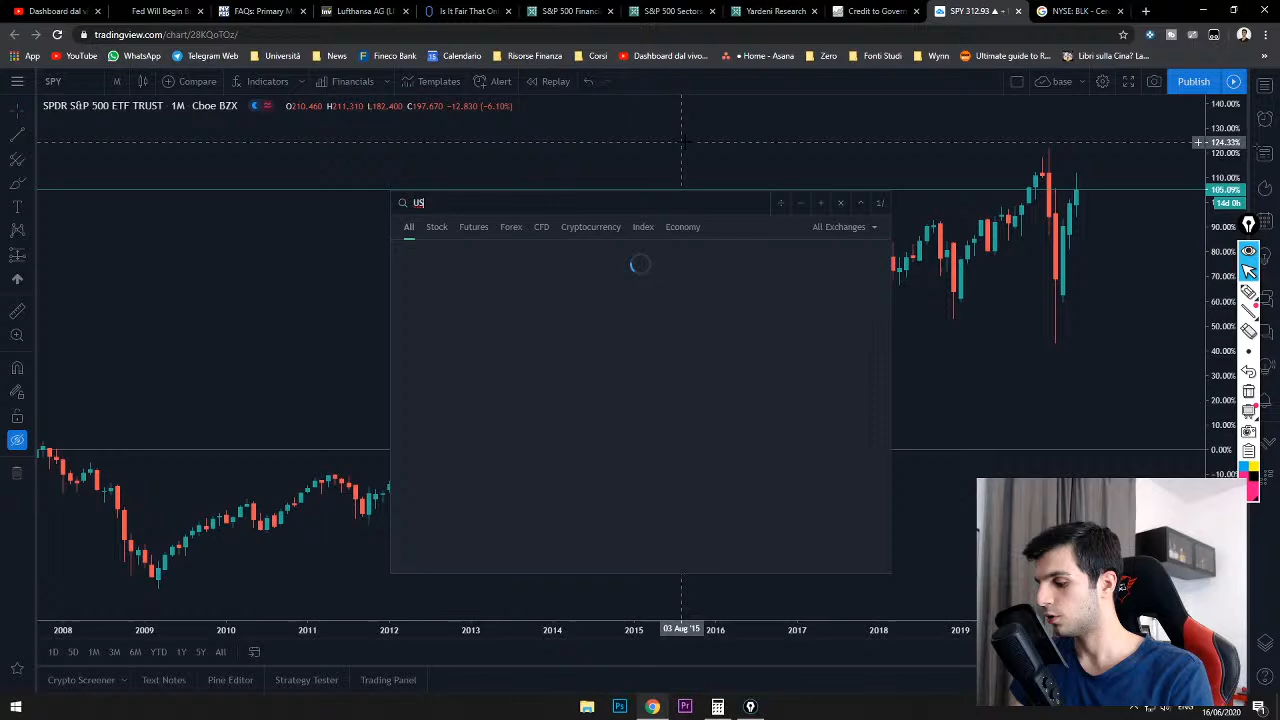 Dashboard dal vivo
Fed Will Begin B
FAQs: Primary M
Lufthansa AG (L
Is It Fair That Oni
S&P 500 Financi
S&P 500 Sectors
Yardeni Research
Credit to Govern
SPY 312.93 ▲ +
NYSE: BLK - Cer
tradingview.com/chart/28KQoTOz/
App
YouTube
WhatsApp
Università
News
Fineco Bank
Calendario
Risorse Finanza
Corsi
Dashboard dal vivo...
Home - Asana
Zero
Fonti Studi
Wynn
Ultimate guide to R...
Libri sulla Cina? La...
SPY
M
Compare
Indicators
Financials
Templates
Alert
Replay
base
Publish
SPDR S&P 500 ETF TRUST 1M Cboe BZX
O210.460 H211.310 L182.400 C197.670 −12.830 (−6.10%)
140.00%
130.00%
124.33%
120.00%
110.00%
105.09%
14d 0h
90.00%
80.00%
70.00%
60.00%
50.00%
40.00%
30.00%
20.00%
10.00%
0.00%
US
1/
All
Stock
Futures
Forex
CFD
Cryptocurrency
Index
Economy
All Exchanges
2008
2009
2010
2011
2012
2013
2014
2015
03 Aug '15
2016
2017
2018
2019
1D
5D
1M
3M
6M
YTD
1Y
5Y
All
Crypto Screener
Text Notes
Pine Editor
Strategy Tester
Trading Panel
16/06/2020